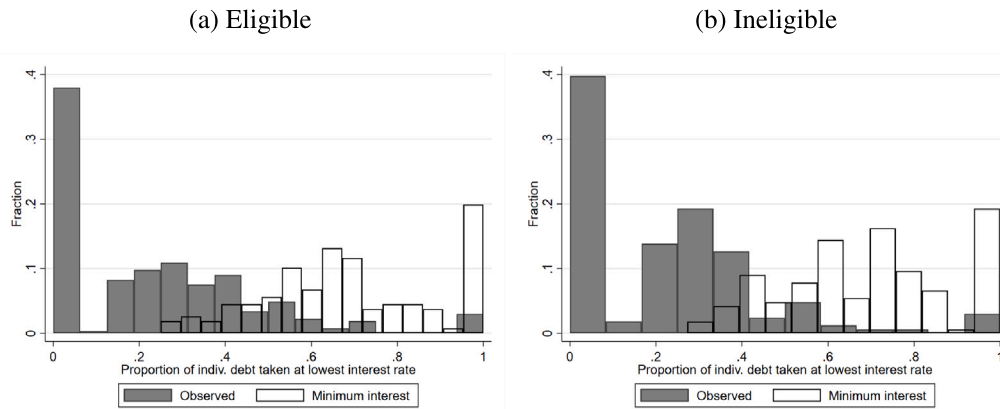 (a) Eligible
(b) Ineligible
Fraction
.4
.3
.2
.1
0
0 .2 .4 .6 .8 1
Proportion of indiv. debt taken at lowest interest rate
Observed Minimum interest
Fraction
.4
.3
.2
.1
0
0 .2 .4 .6 .8 1
Proportion of indiv. debt taken at lowest interest rate
Observed Minimum interest